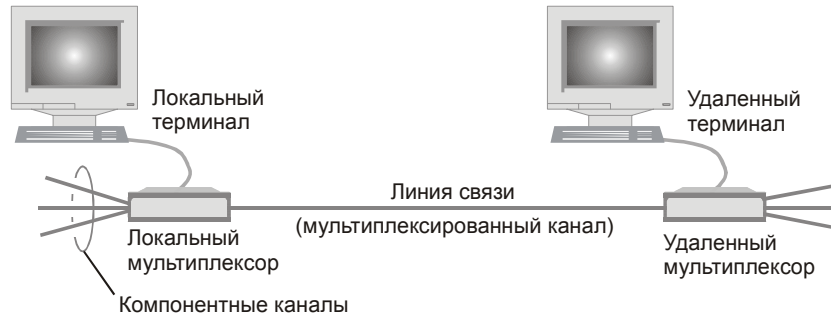 Локальный
терминал
Удаленный
терминал
Линия связи
(мультиплексированный канал)
Локальный
мультиплексор
Удаленный
мультиплексор
Компонентные каналы